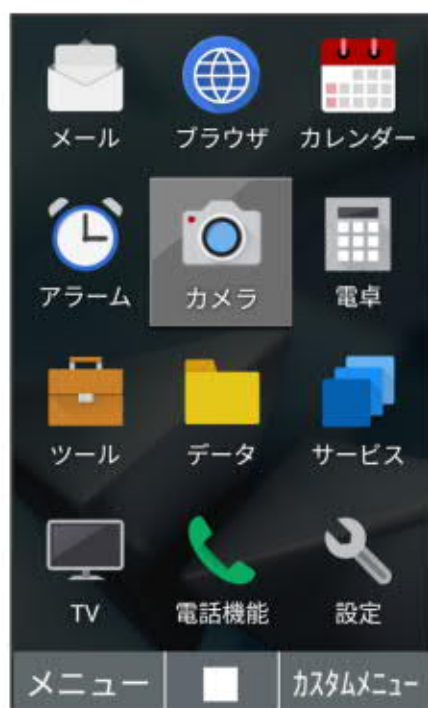 メール ブラウザ カレンダー
アラーム カメラ 電卓
ツール データ サービス
TV 電話機能 設定
メニュー カスタムメニュー